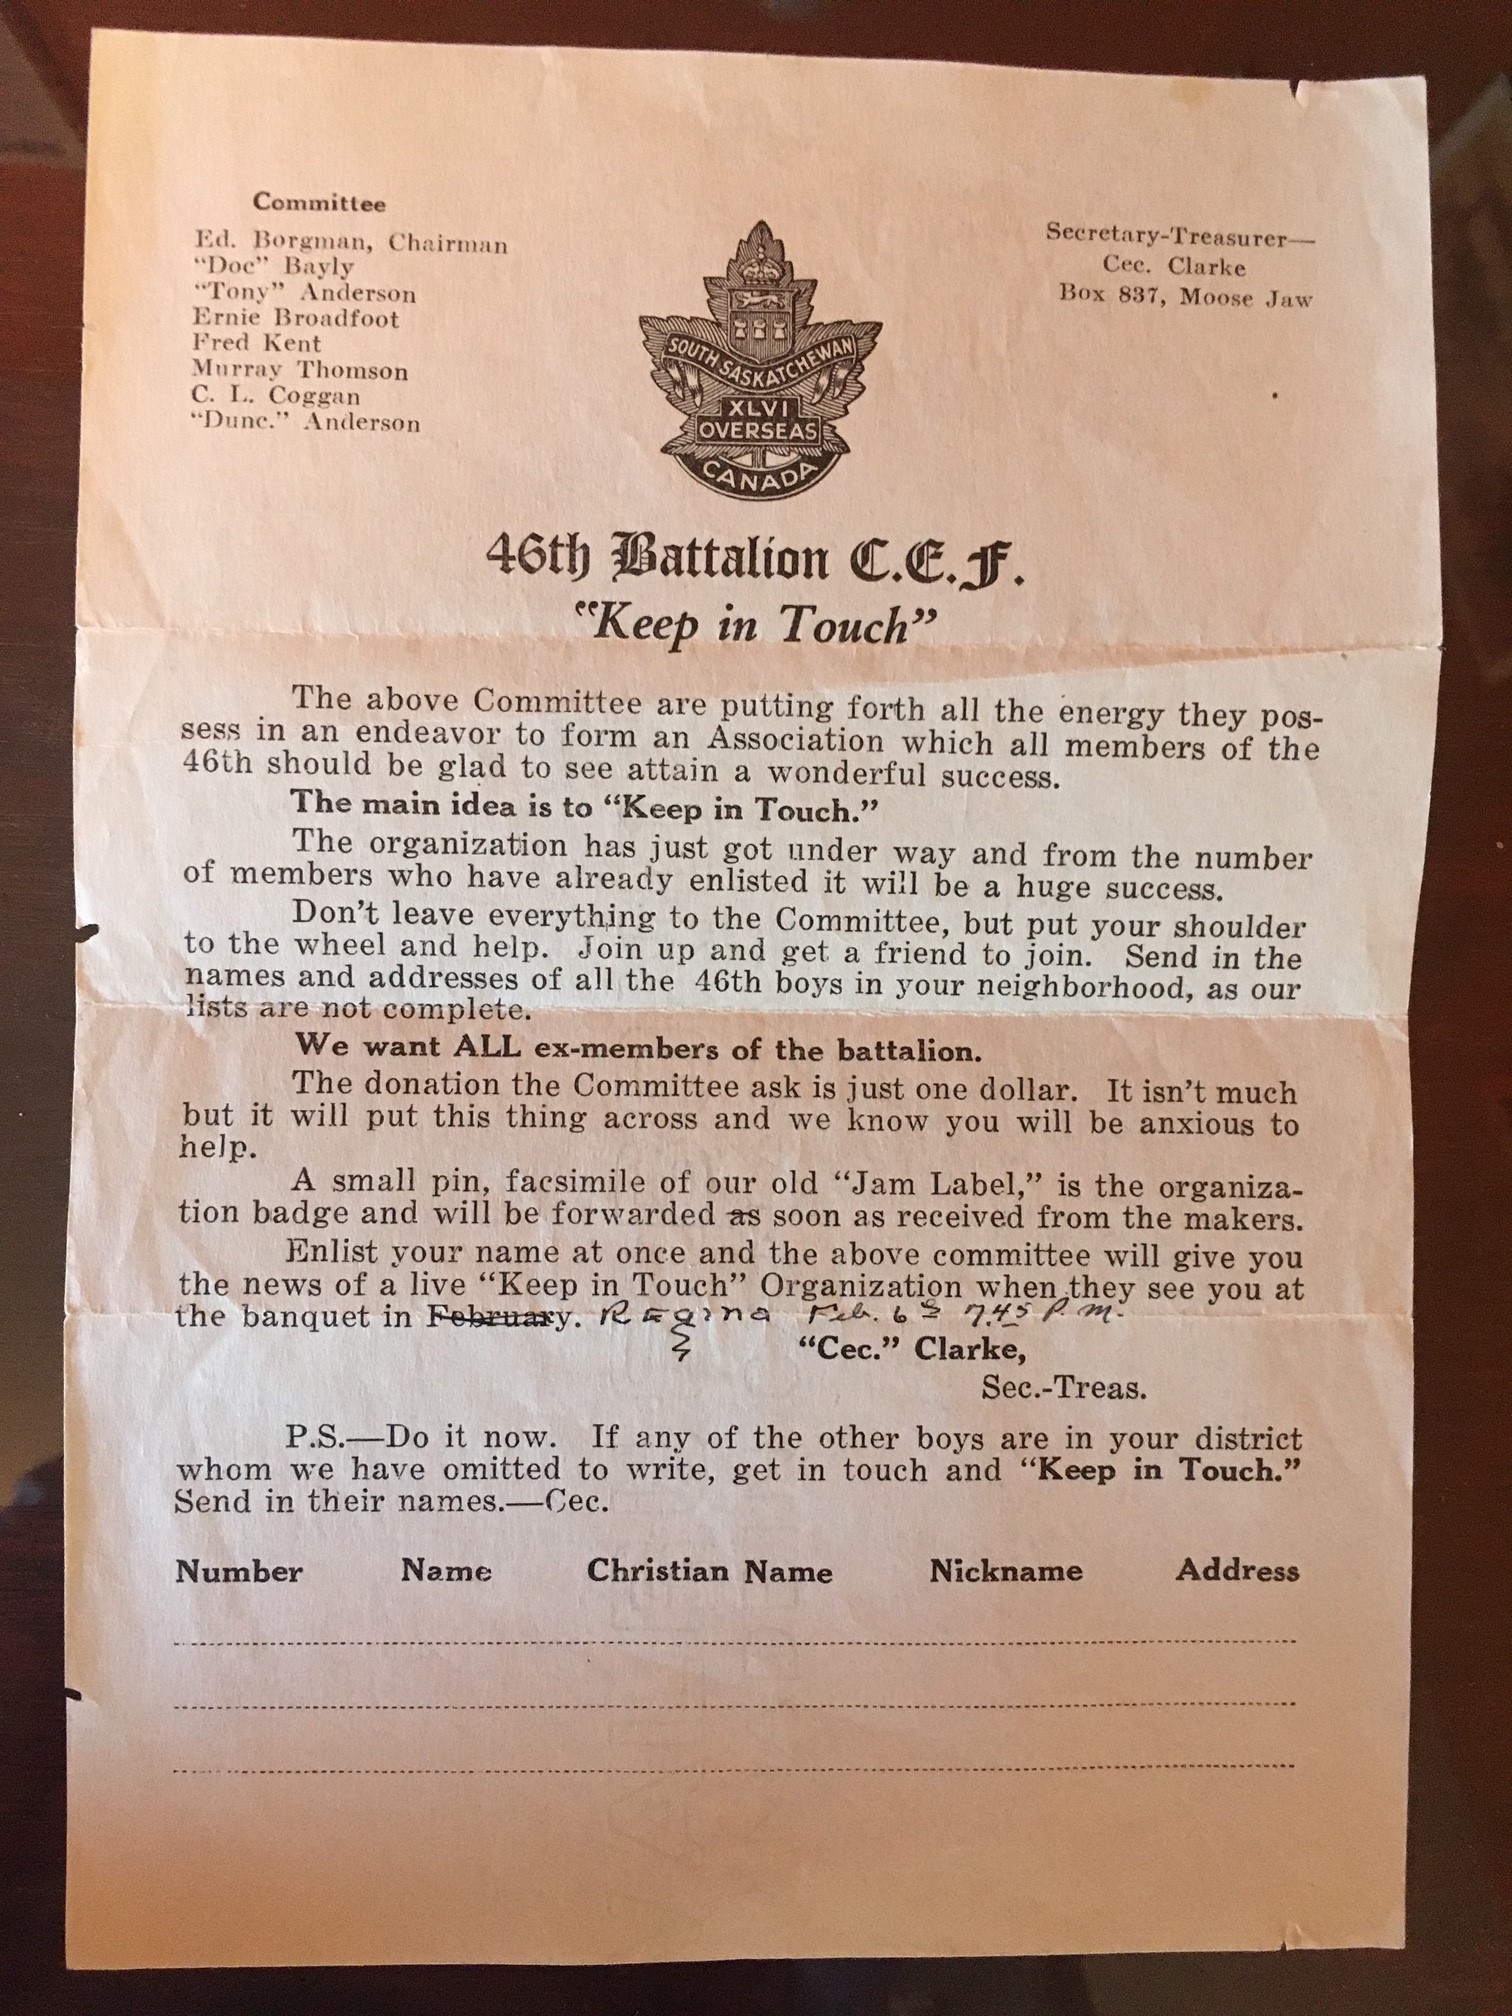 Committee
Ed. Borgman, Chairman
"Doc" Bayly
"Tony" Anderson
Ernie Broadfoot
Fred Kent
Murray Thomson
C. L. Coggan
"Dunc." Anderson
Secretary-Treasurer—
Cec. Clarke
Box 837, Moose Jaw
SOUTH SASKATCHEWAN
XLVI
OVERSEAS
CANADA
46th Battalion C.E.F.
"Keep in Touch"
The above Committee are putting forth all the energy they pos-
sess in an endeavor to form an Association which all members of the
46th should be glad to see attain a wonderful success.
The main idea is to "Keep in Touch."
The organization has just got under way and from the number
of members who have already enlisted it will be a huge success.
Don't leave everything to the Committee, but put your shoulder
to the wheel and help. Join up and get a friend to join. Send in the
names and addresses of all the 46th boys in your neighborhood, as our
lists are not complete.
We want ALL ex-members of the battalion.
The donation the Committee ask is just one dollar. It isn't much
but it will put this thing across and we know you will be anxious to
help.
A small pin, facsimile of our old "Jam Label," is the organiza-
tion badge and will be forwarded as soon as received from the makers.
Enlist your name at once and the above committee will give you
the news of a live "Keep in Touch" Organization when they see you at
the banquet in February. Regina Feb. 6th 7.45 P.M.
"Cec." Clarke,
Sec.-Treas.
P.S.—Do it now. If any of the other boys are in your district
whom we have omitted to write, get in touch and "Keep in Touch."
Send in their names.—Cec.
Number Name Christian Name Nickname Address